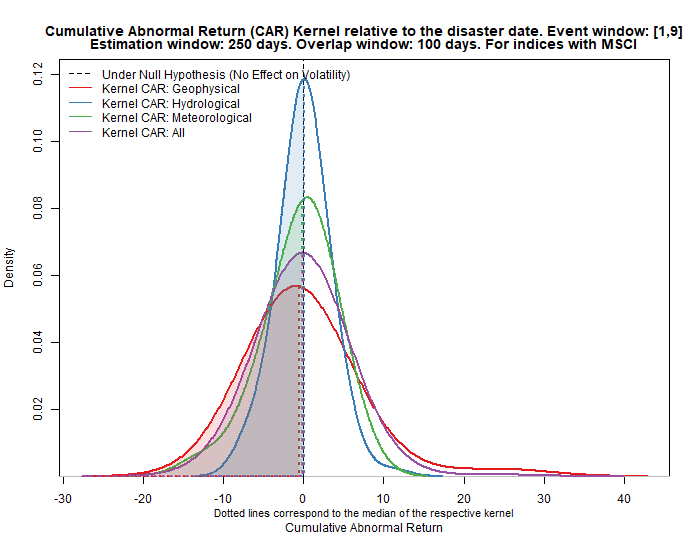 Cumulative Abnormal Return (CAR) Kernel relative to the disaster date. Event window: [1,9]
Estimation window: 250 days. Overlap window: 100 days. For indices with MSCI
Under Null Hypothesis (No Effect on Volatility)
Kernel CAR: Geophysical
Kernel CAR: Hydrological
Kernel CAR: Meteorological
Kernel CAR: All
Density
0.12
0.10
0.08
0.06
0.04
0.02
-30 -20 -10 0 10 20 30 40
Dotted lines correspond to the median of the respective kernel
Cumulative Abnormal Return